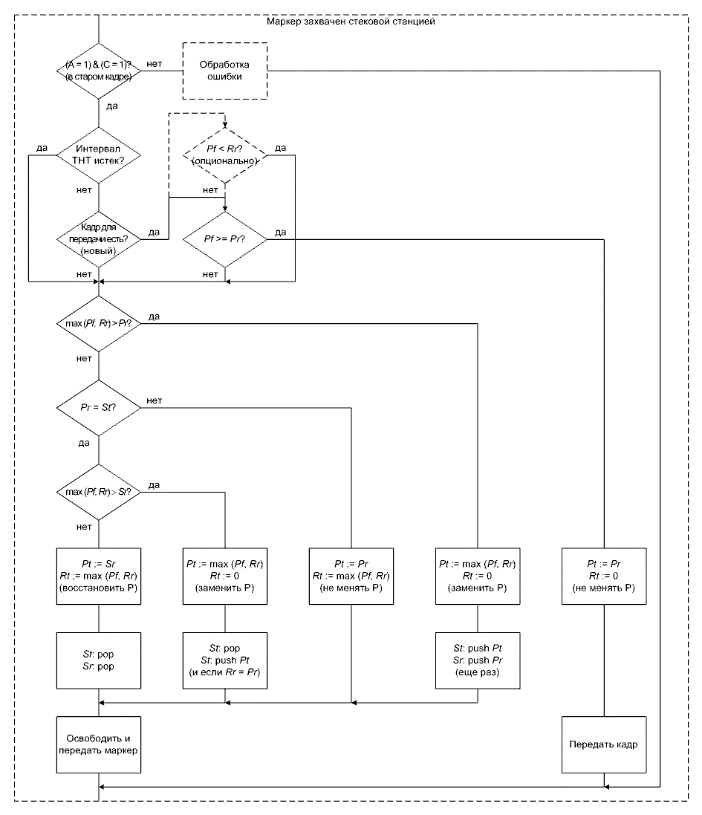 Маркер захвачен стековой станцией
(A = 1) & (C = 1)?
(в старом кадре)
нет
Обработка
ошибки
да
да
Интервал
ТНТ истек?
нет
Pf < Rr?
(опционально)
да
нет
Кадр для
передачи есть?
(новый)
да
нет
Pf >= Pr?
да
нет
max (Pf, Rr) > Pr?
да
нет
Pr = St?
нет
да
max (Pf, Rr) > Sr?
да
нет
Pt := Sr
Rt := max (Pf, Rr)
(восстановить P)
Pt := max (Pf, Rr)
Rt := 0
(заменить P)
Pt := Pr
Rt := max (Pf, Rr)
(не менять P)
Pt := max (Pf, Rr)
Rt := 0
(заменить P)
Pt := Pr
Rt := 0
(не менять P)
St: pop
Sr: pop
St: pop
St: push Pt
(и если Rr = Pr)
St: push Pt
Sr: push Pr
(еще раз)
Освободить и
передать маркер
Передать кадр